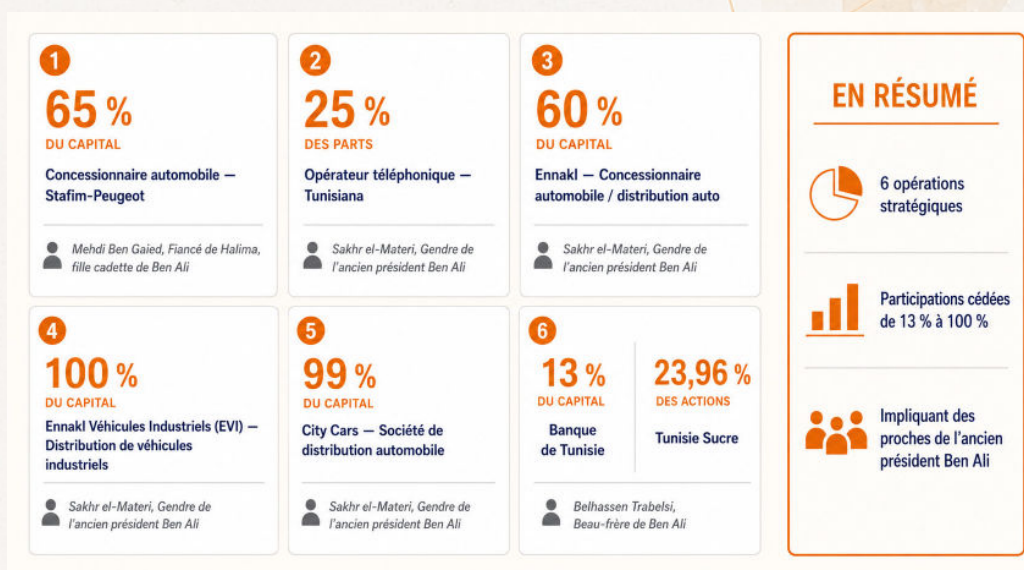 1
65 %
DU CAPITAL
Concessionnaire automobile –
Stafim-Peugeot
Mehdi Ben Gaied, Fiancé de Halima,
fille cadette de Ben Ali
2
25 %
DES PARTS
Opérateur téléphonique –
Tunisiana
Sakhr el-Materi, Gendre de
l'ancien président Ben Ali
3
60 %
DU CAPITAL
Ennakl – Concessionnaire
automobile / distribution auto
Sakhr el-Materi, Gendre de
l'ancien président Ben Ali
4
100 %
DU CAPITAL
Ennakl Véhicules Industriels (EVI) –
Distribution de véhicules
industriels
Sakhr el-Materi, Gendre de
l'ancien président Ben Ali
5
99 %
DU CAPITAL
City Cars – Société de
distribution automobile
Sakhr el-Materi, Gendre de
l'ancien président Ben Ali
6
13 %
DU CAPITAL
Banque
de Tunisie
23,96 %
DES ACTIONS
Tunisie Sucre
Belhassen Trabelsi,
Beau-frère de Ben Ali
EN RÉSUMÉ
6 opérations
stratégiques
Participations cédées
de 13 % à 100 %
Impliquant des
proches de l'ancien
président Ben Ali